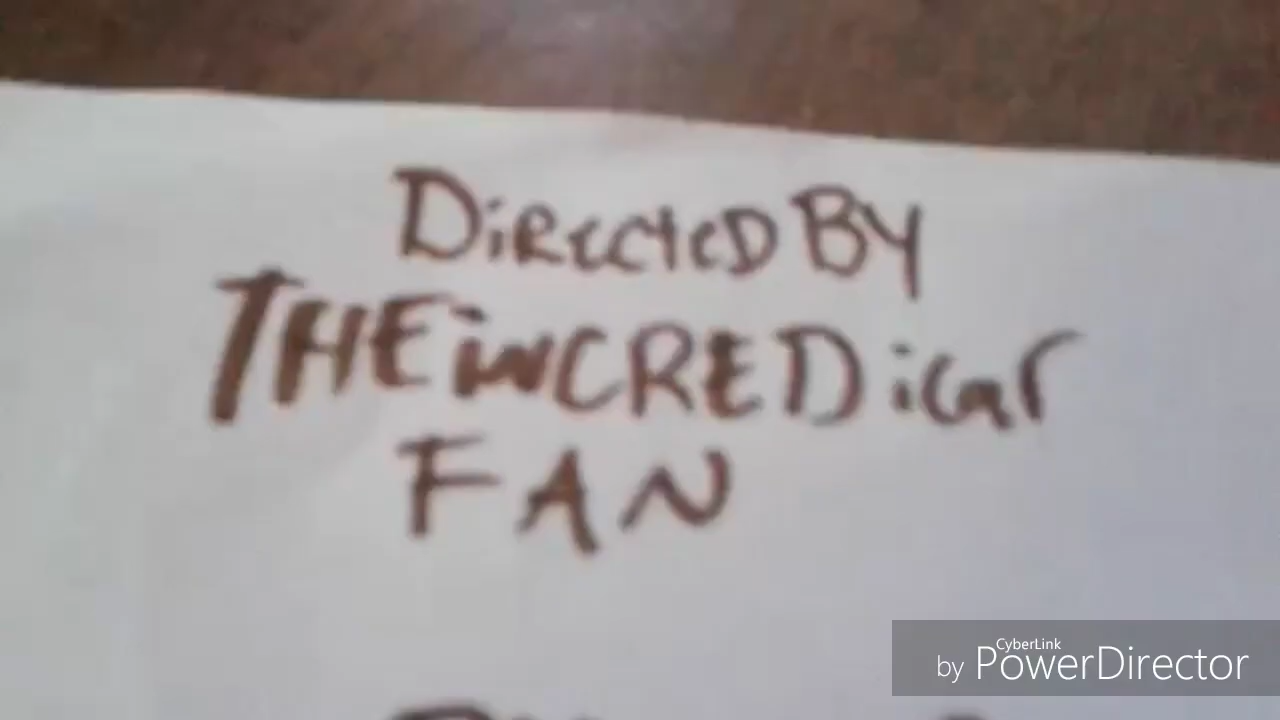 DiRecteD BY
THEiNCREDicar
FAN
CyberLink
by PowerDirector